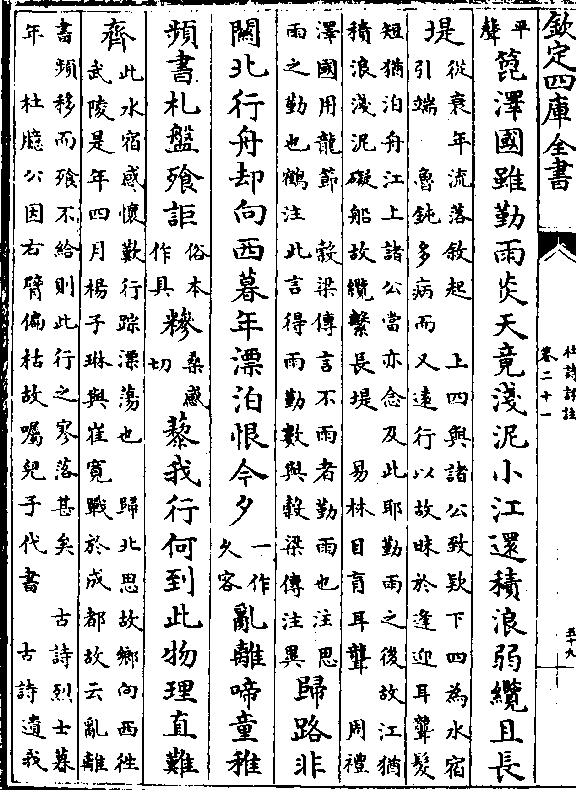 欽定四庫全書
杜詩詳註
卷二十一
五十九
平聲箆澤國雖勤雨炎天竟淺泥小江還積浪弱纜且長
堤
從衰年流落敘起　上四與諸公致歎下四為水宿
引端　魯鈍多病而又遠行以故昧於逢迎耳聾髮
短猶泊舟江上諸公當亦念及此耶勤雨之後故江猶
積浪淺泥礙船故纜繫長堤　易林目盲耳聾　周禮
澤國用龍節　穀梁傳言不雨者勤雨也注思
雨之勤也鶴注此言得雨勤數與穀梁傳注異
歸路非
關北行舟却向西暮年漂泊恨今夕一作久客亂離啼童稚
頻書札盤飱詎俗本作具糝桑感切藜我行何到此物理直難
齊
此水宿感懷歎行踪漂蕩也　歸北思故鄉向西往
武陵是年四月楊子琳與崔寬戰於成都故云亂離
書頻移而飱不給則此行之寥落甚矣　古詩烈士暮
年　杜臆公因右臂偏枯故囑兒子代書　古詩遺我